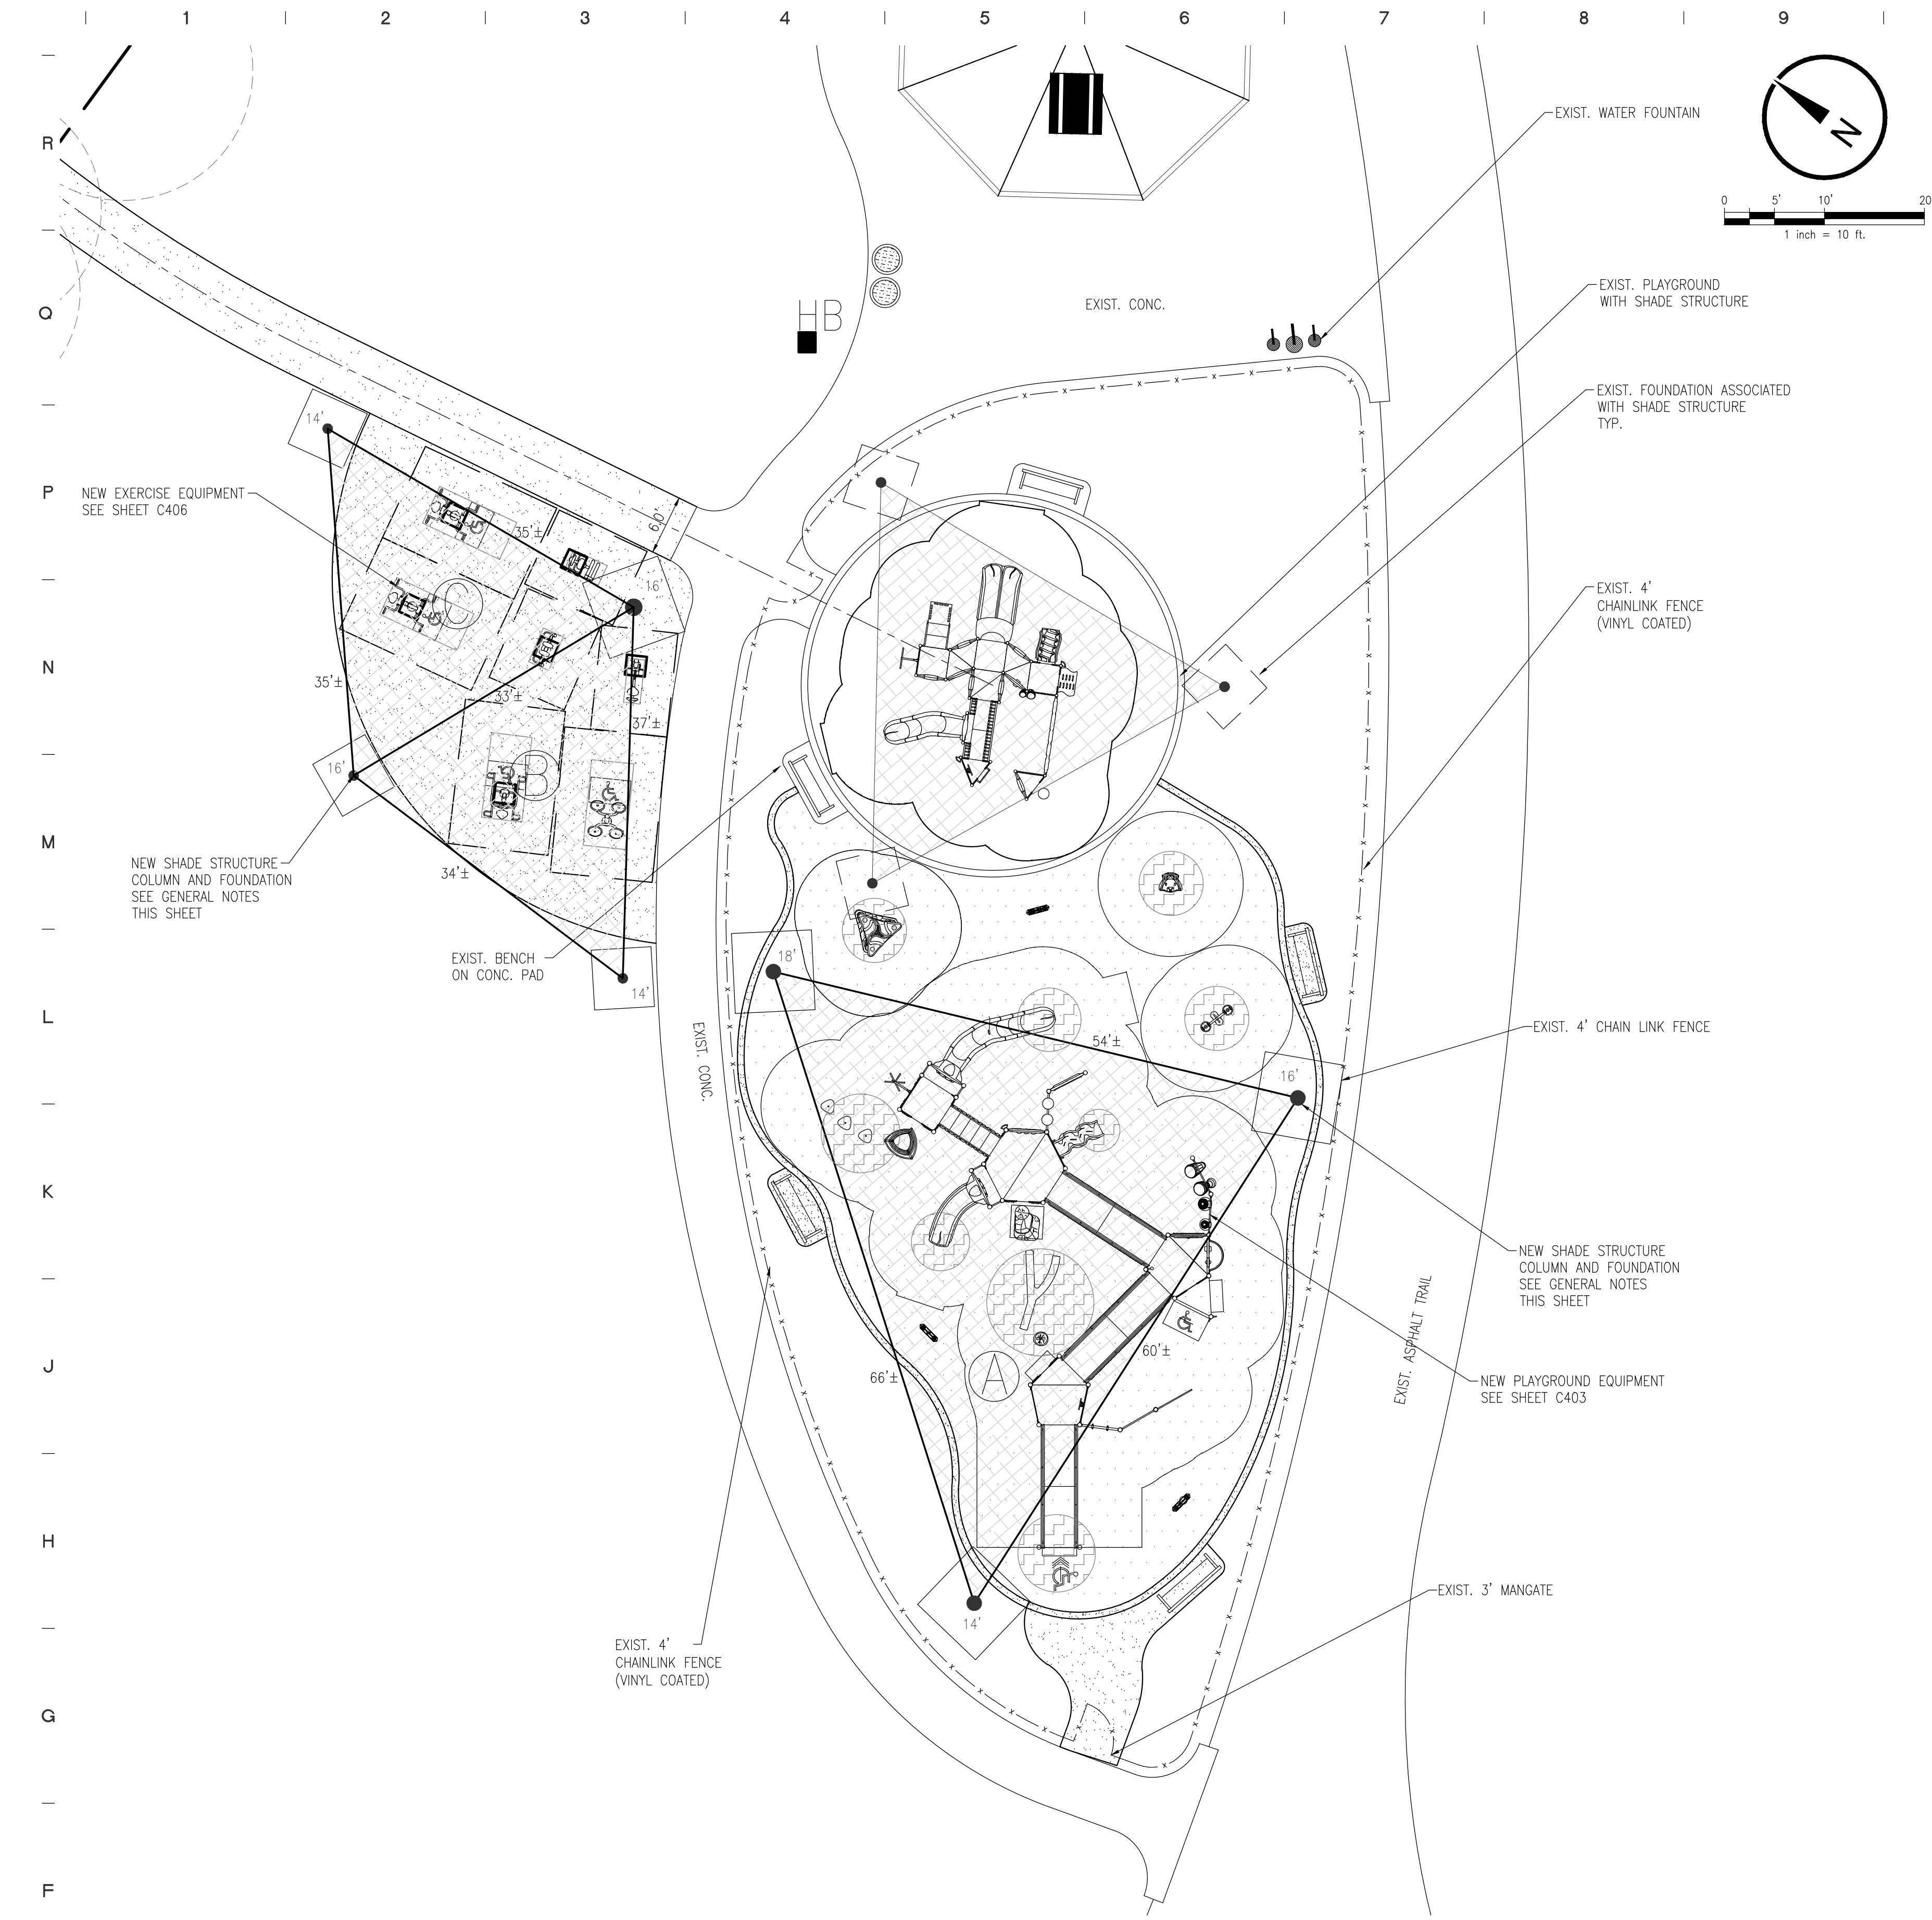 1 2 3 4 5 6 7 8 9
R
Q
P
N
M
L
K
J
H
G
F
N
0 5' 10' 20
1 inch = 10 ft.
EXIST. WATER FOUNTAIN
EXIST. PLAYGROUND
WITH SHADE STRUCTURE
EXIST. CONC.
HB
EXIST. FOUNDATION ASSOCIATED
WITH SHADE STRUCTURE
TYP.
14'
NEW EXERCISE EQUIPMENT
SEE SHEET C406
35'±
6.0'
16'
C
EXIST. 4'
CHAINLINK FENCE
(VINYL COATED)
35'±
33'±
37'±
16'
B
NEW SHADE STRUCTURE
COLUMN AND FOUNDATION
SEE GENERAL NOTES
THIS SHEET
34'±
EXIST. BENCH
ON CONC. PAD
14'
18'
EXIST. CONC.
54'±
EXIST. 4' CHAIN LINK FENCE
16'
NEW SHADE STRUCTURE
COLUMN AND FOUNDATION
SEE GENERAL NOTES
THIS SHEET
EXIST. ASPHALT TRAIL
60'±
66'±
A
NEW PLAYGROUND EQUIPMENT
SEE SHEET C403
EXIST. 3' MANGATE
14'
EXIST. 4'
CHAINLINK FENCE
(VINYL COATED)